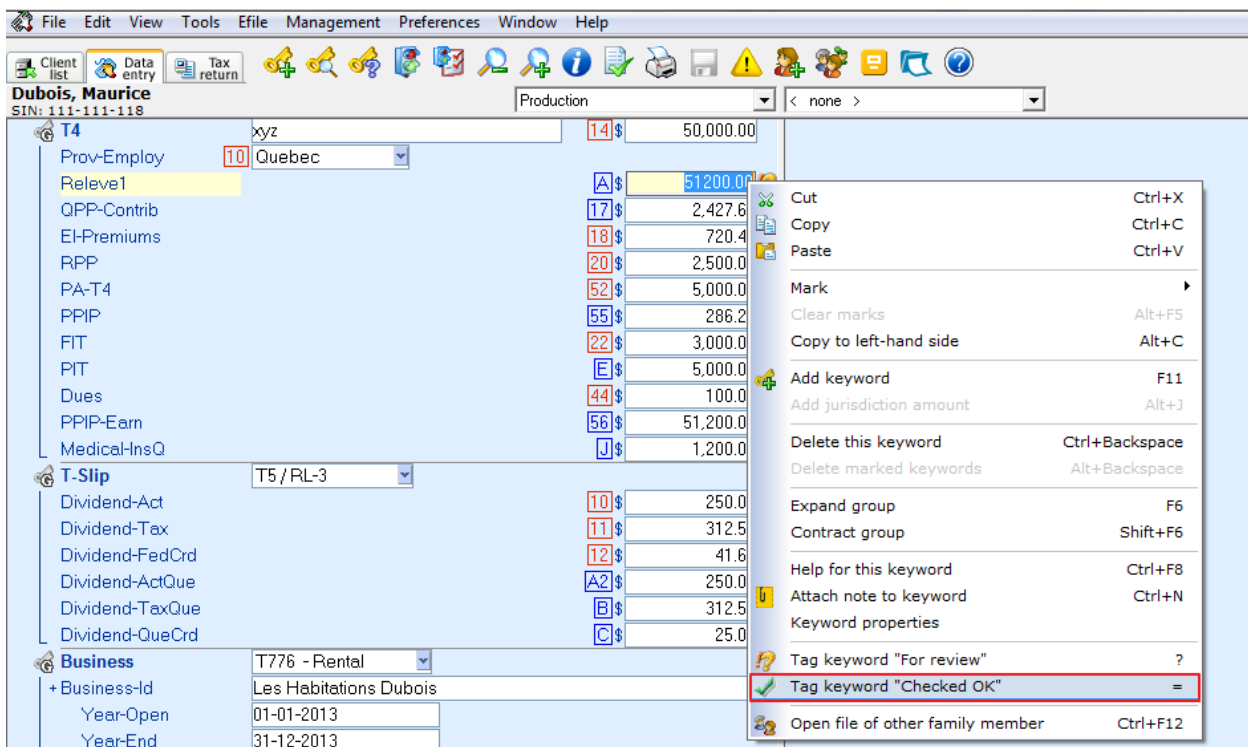 File Edit View Tools Efile Management Preferences Window Help
Client list Data entry Tax return
Dubois, Maurice
SIN: 111-111-118
Production < none >
T4 xyz 14 $ 50,000.00
Prov-Employ 10 Quebec
Releve1 A $ 51200.00
QPP-Contrib 17 $ 2,427.6
EI-Premiums 18 $ 720.4
RPP 20 $ 2,500.0
PA-T4 52 $ 5,000.0
PPIP 55 $ 286.2
FIT 22 $ 3,000.0
PIT E $ 5,000.0
Dues 44 $ 100.0
PPIP-Earn 56 $ 51,200.0
Medical-InsQ J $ 1,200.0
T-Slip T5 / RL-3
Dividend-Act 10 $ 250.0
Dividend-Tax 11 $ 312.5
Dividend-FedCrd 12 $ 41.6
Dividend-ActQue A2 $ 250.0
Dividend-TaxQue B $ 312.5
Dividend-QueCrd C $ 25.0
Business T776 - Rental
+ Business-Id Les Habitations Dubois
Year-Open 01-01-2013
Year-End 31-12-2013
Cut Ctrl+X
Copy Ctrl+C
Paste Ctrl+V
Mark
Clear marks Alt+F5
Copy to left-hand side Alt+C
Add keyword F11
Add jurisdiction amount Alt+J
Delete this keyword Ctrl+Backspace
Delete marked keywords Alt+Backspace
Expand group F6
Contract group Shift+F6
Help for this keyword Ctrl+F8
Attach note to keyword Ctrl+N
Keyword properties
Tag keyword "For review" ?
Tag keyword "Checked OK" =
Open file of other family member Ctrl+F12